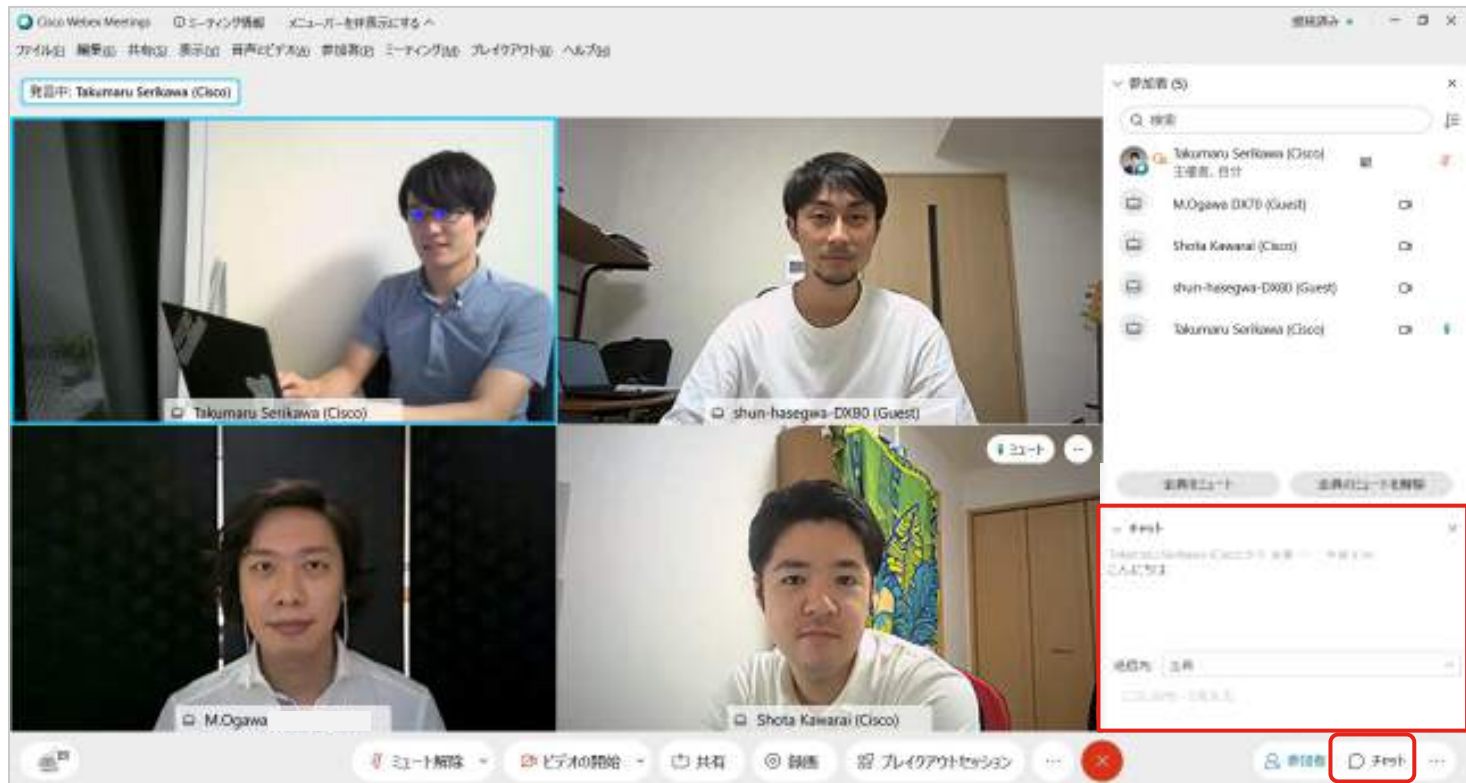 Cisco Webex Meetings ミーティング情報 メニューバーを非表示にする 接続済み
ファイル(F) 編集(E) 共有(S) 表示(V) 音声とビデオ(A) 参加者(P) ミーティング(M) ブレイクアウト(B) ヘルプ(H)
発言中: Takumaru Serikawa (Cisco)
Takumaru Serikawa (Cisco)
shun-hasegwa-DX80 (Guest)
ミュート
M.Ogawa
Shota Kawarai (Cisco)
参加者 (5)
検索
Takumaru Serikawa (Cisco)
主催者, 自分
M.Ogawa DX70 (Guest)
Shota Kawarai (Cisco)
shun-hasegwa-DX80 (Guest)
Takumaru Serikawa (Cisco)
全員をミュート 全員のミュートを解除
チャット
こんにちは
送信先: 全員
ミュート解除 ビデオの開始 共有 録画 ブレイクアウトセッション 参加者 チャット